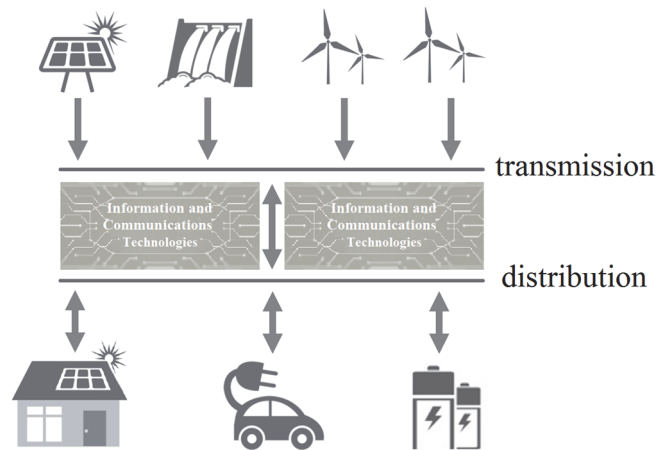 transmission
Information and
Communications
Technologies
Information and
Communications
Technologies
distribution